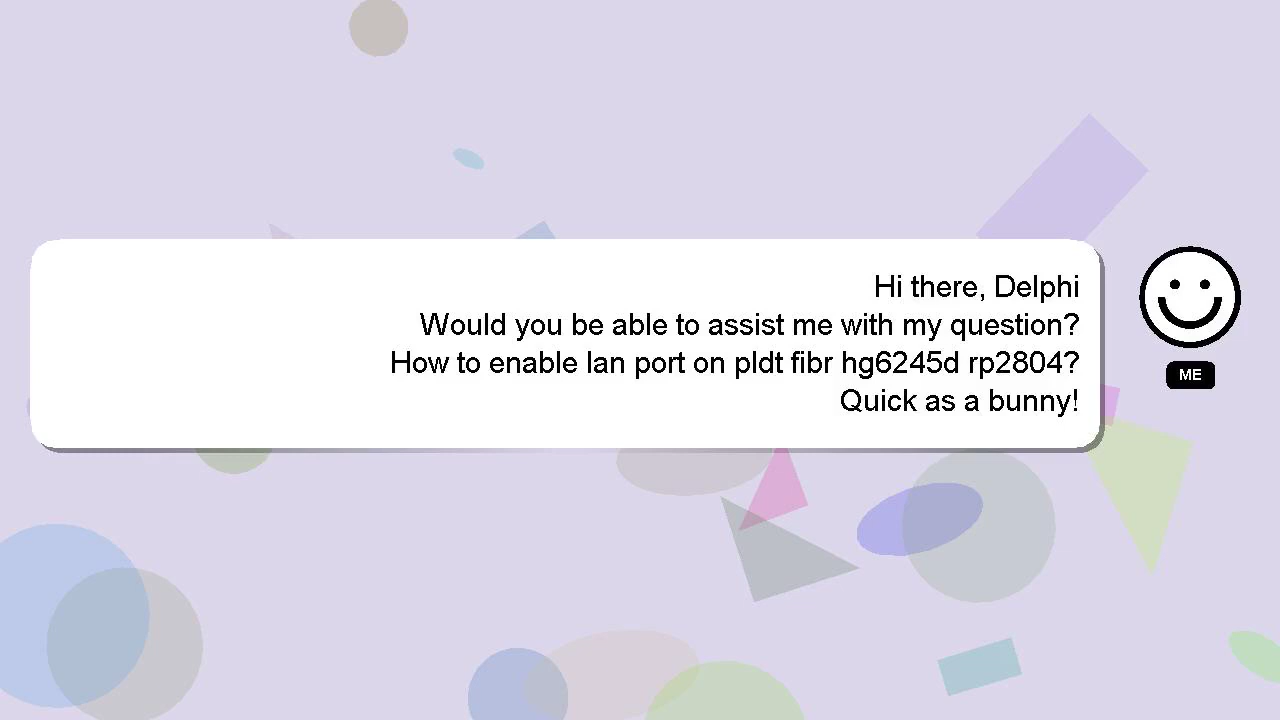 Hi there, Delphi
Would you be able to assist me with my question?
How to enable lan port on pldt fibr hg6245d rp2804?
Quick as a bunny!
ME